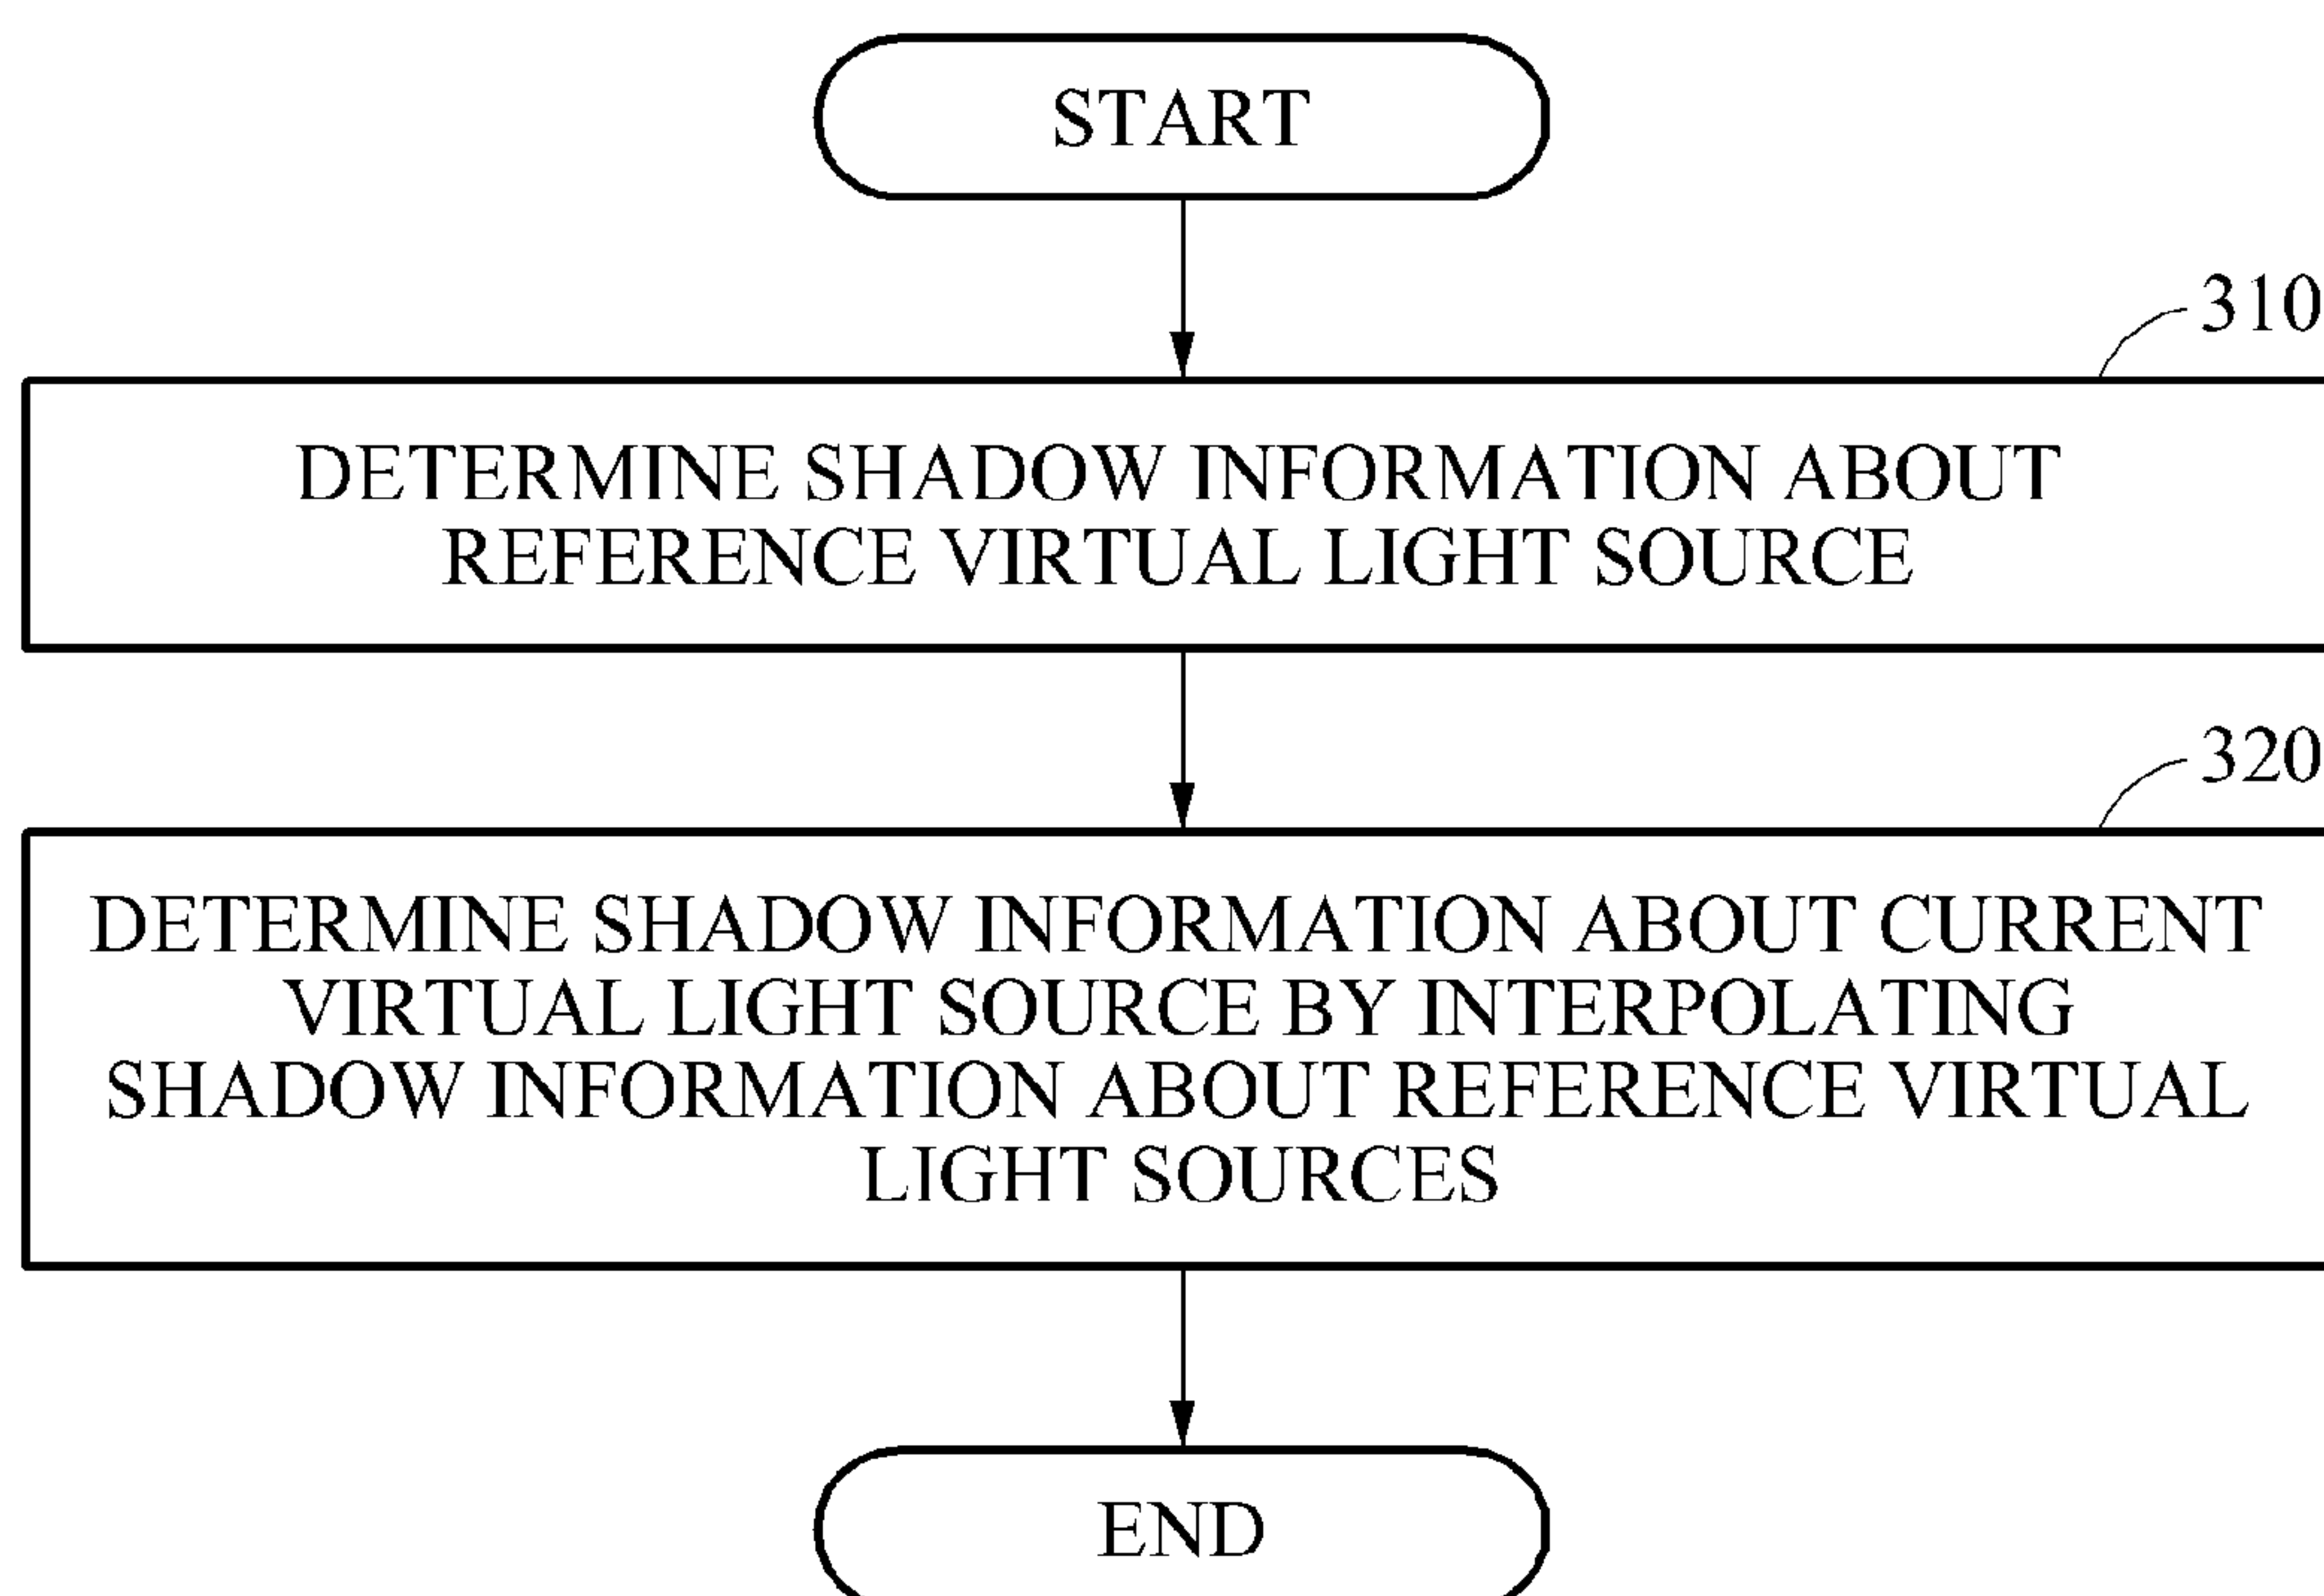 START
310
DETERMINE SHADOW INFORMATION ABOUT
REFERENCE VIRTUAL LIGHT SOURCE
320
DETERMINE SHADOW INFORMATION ABOUT CURRENT
VIRTUAL LIGHT SOURCE BY INTERPOLATING
SHADOW INFORMATION ABOUT REFERENCE VIRTUAL
LIGHT SOURCES
END